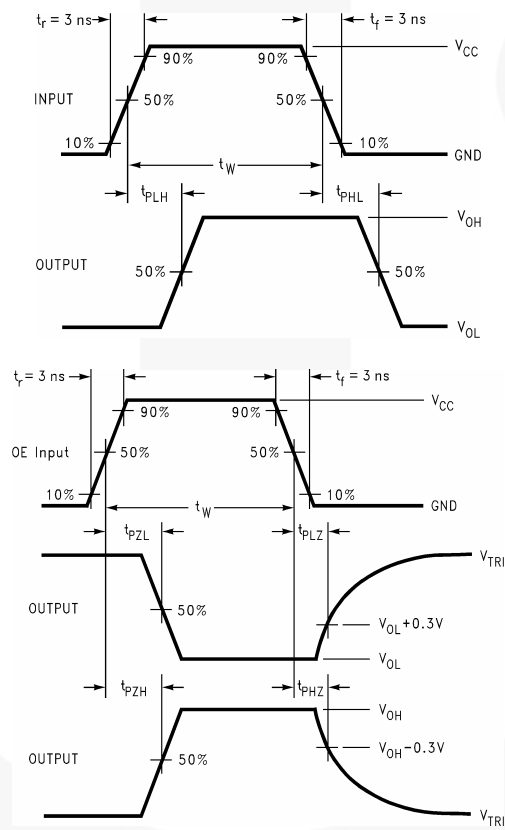 tr = 3 ns
tf = 3 ns
VCC
90%
90%
INPUT
50%
50%
10%
10%
GND
tW
tPLH
tPHL
VOH
OUTPUT
50%
50%
VOL
tr = 3 ns
tf = 3 ns
VCC
90%
90%
OE Input
50%
50%
10%
10%
GND
tW
tPZL
tPLZ
VTRI
OUTPUT
50%
VOL+0.3V
VOL
tPZH
tPHZ
VOH
VOH−0.3V
OUTPUT
50%
VTRI